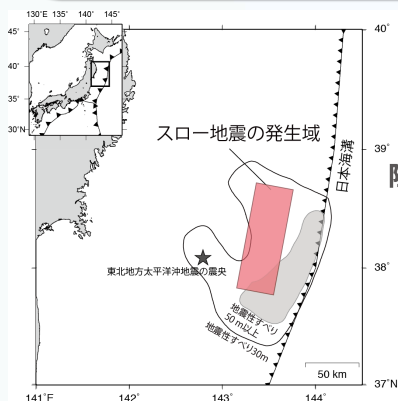 130˚E 135˚ 140˚ 145˚
45˚
40˚
35˚
30˚N
40˚
スロー地震の発生域
日本海溝
39˚
東北地方太平洋沖地震の震央
38˚
地震性すべり
50 m以上
地震性すべり30m
50 km
37˚N
141˚E 142˚ 143˚ 144˚